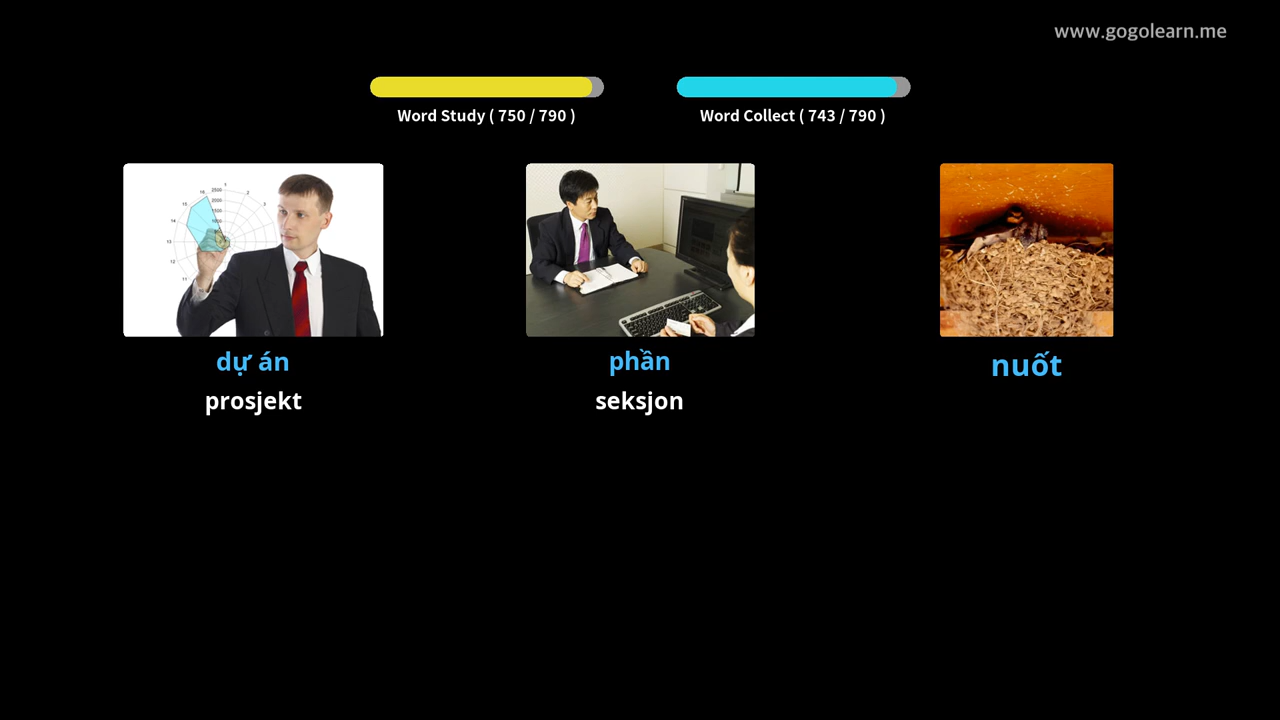 www.gogolearn.me
Word Study ( 750 / 790 )
Word Collect ( 743 / 790 )
dự án
phần
nuốt
prosjekt
seksjon